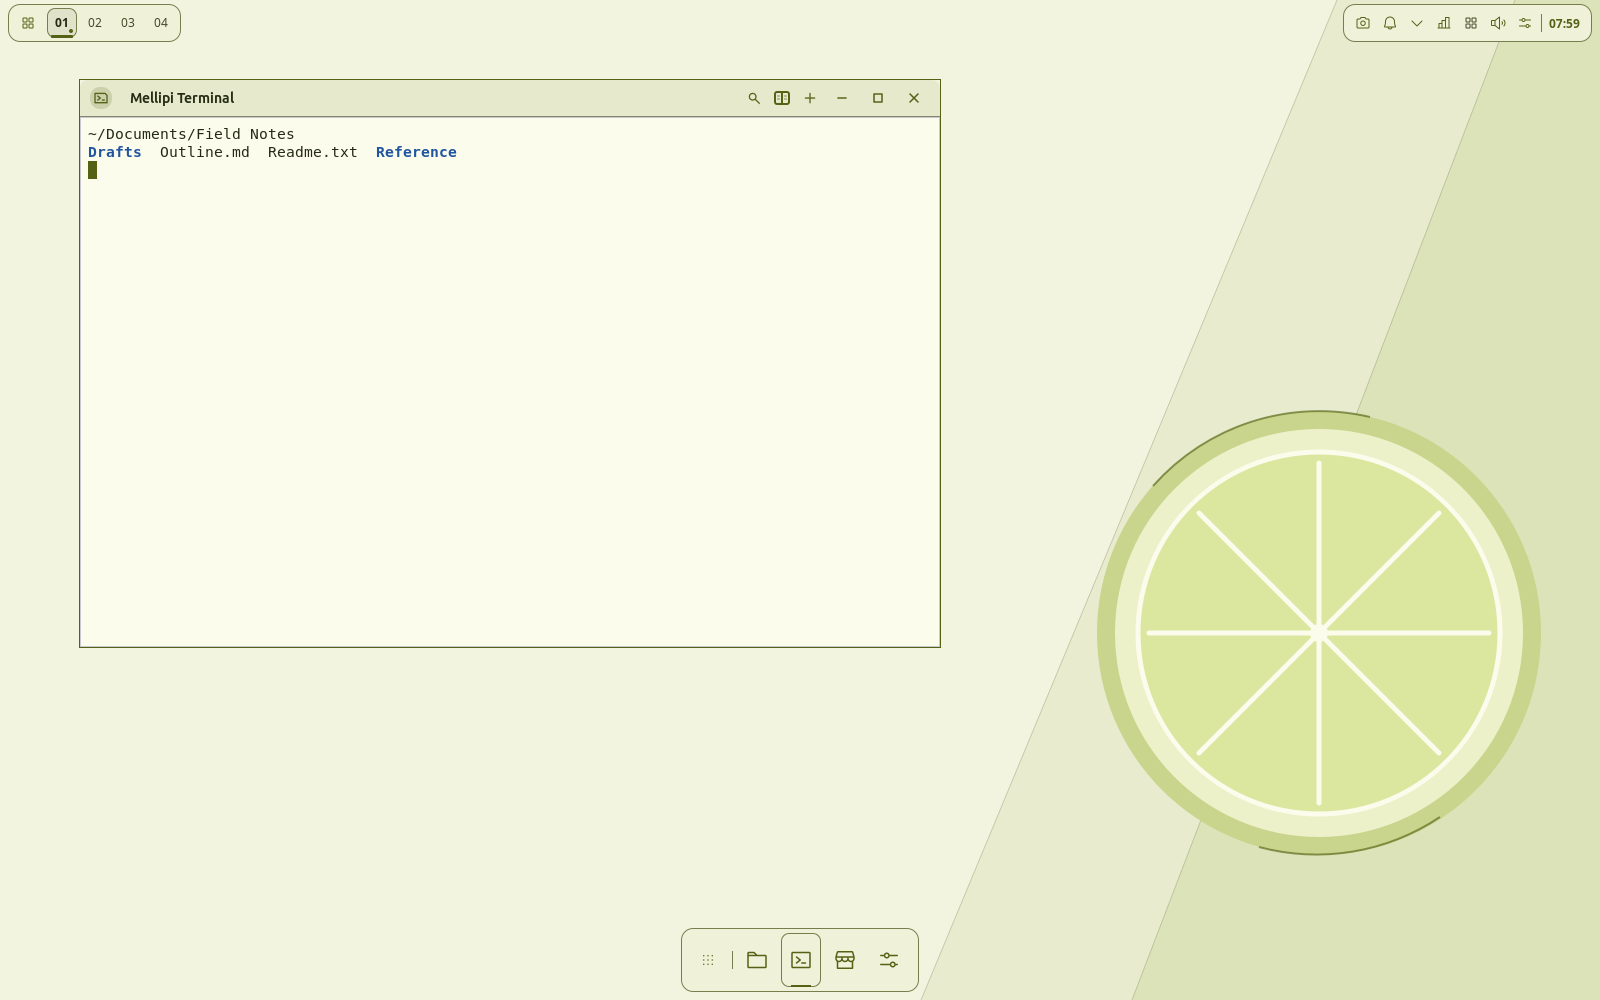 01 02 03 04
07:59
Mellipi Terminal
~/Documents/Field Notes
Drafts  Outline.md  Readme.txt  Reference